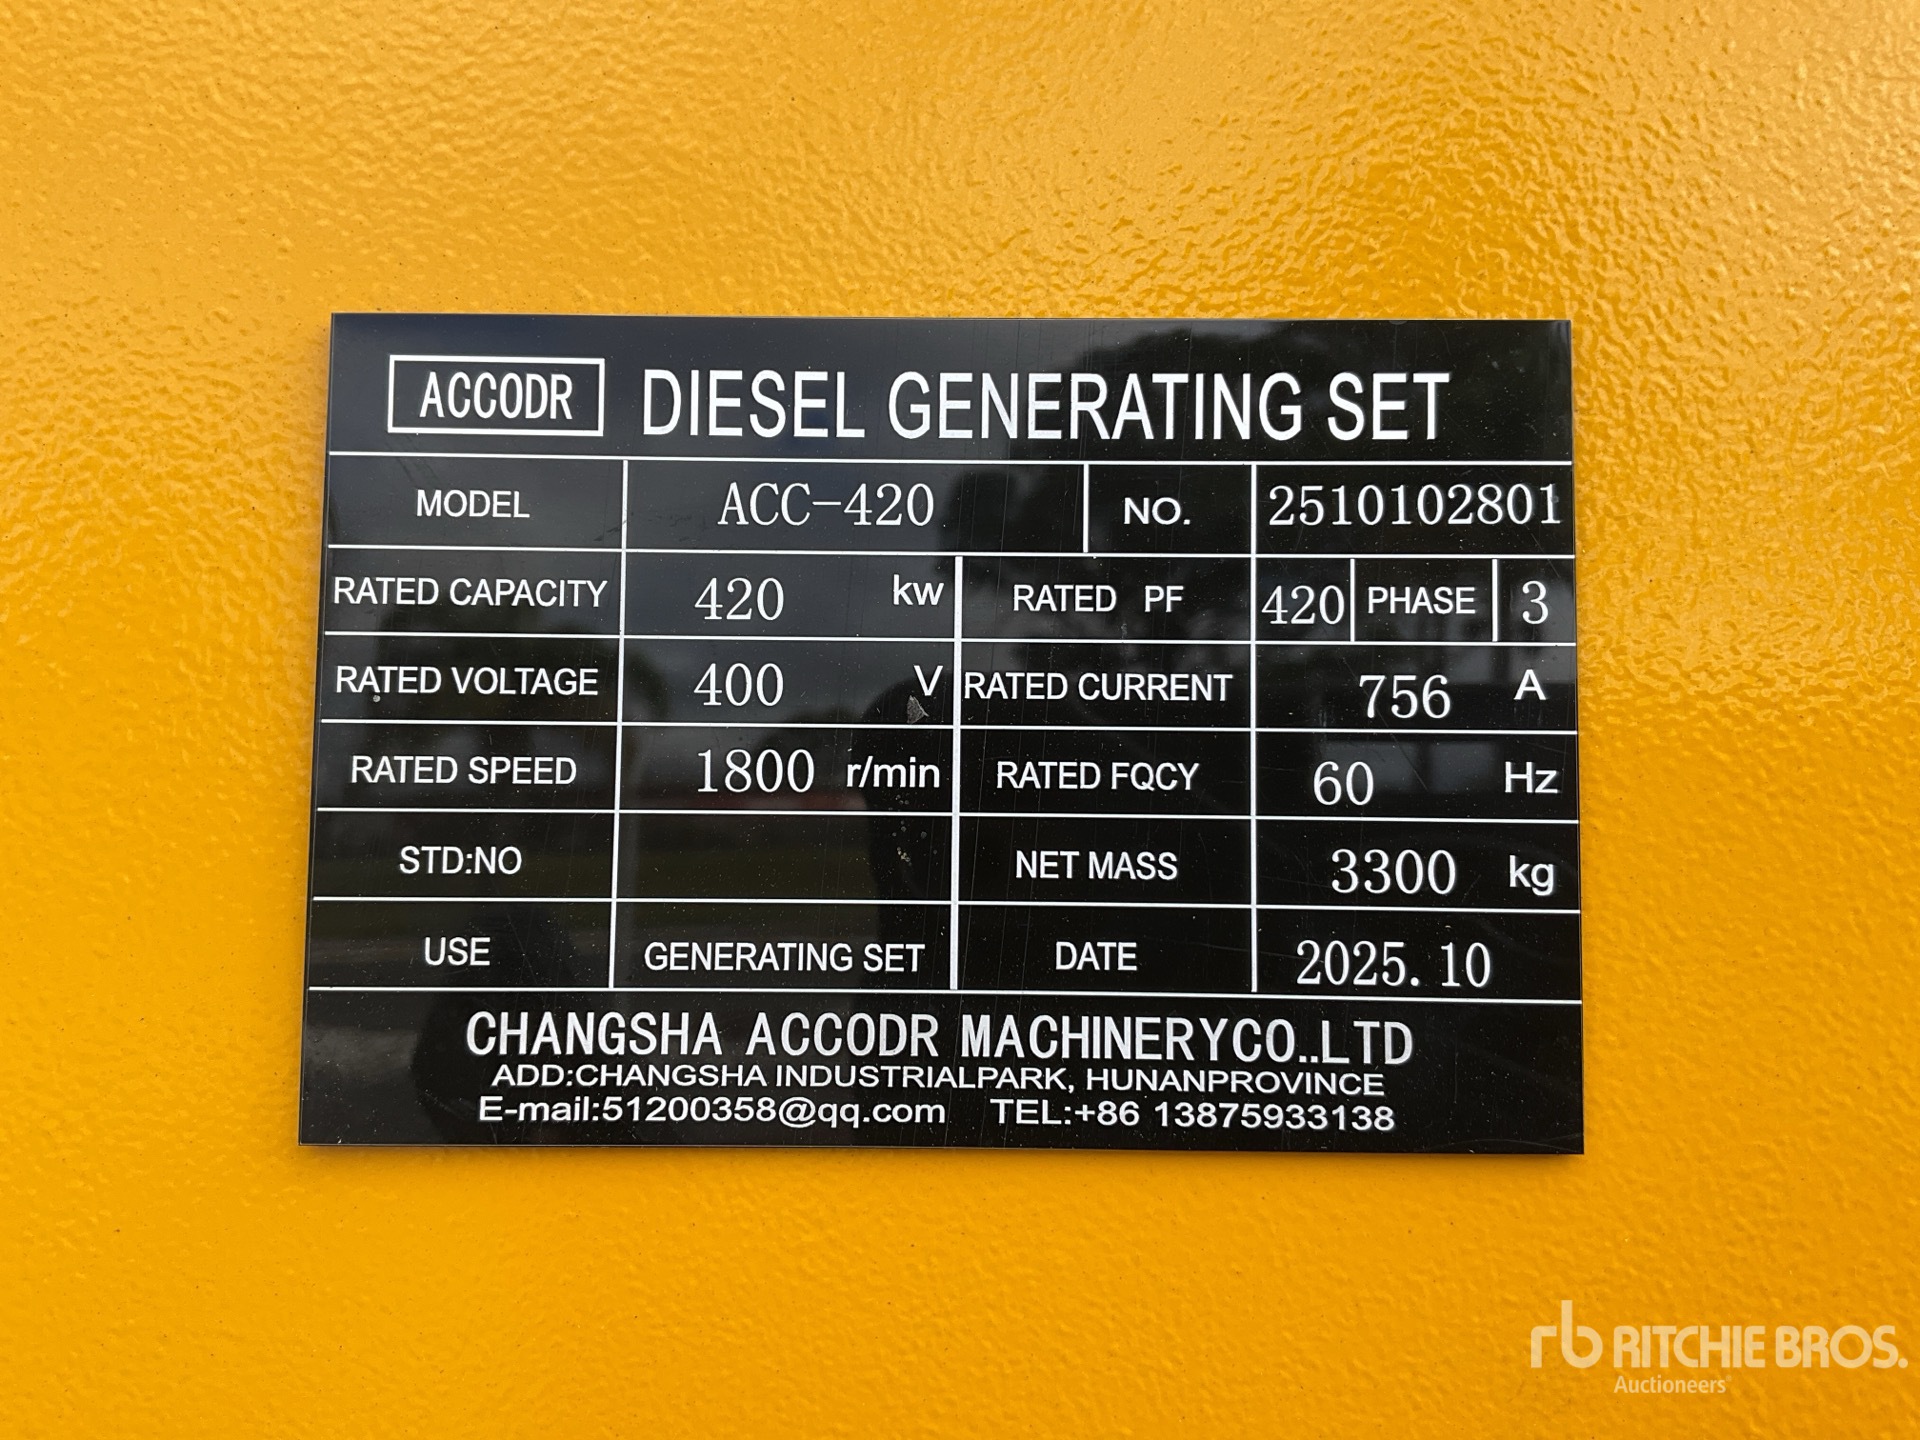 ACCODR DIESEL GENERATING SET
MODEL ACC-420 NO. 2510102801
RATED CAPACITY 420 kw RATED PF 420 PHASE 3
RATED VOLTAGE 400 V RATED CURRENT 756 A
RATED SPEED 1800 r/min RATED FQCY 60 Hz
STD:NO NET MASS 3300 kg
USE GENERATING SET DATE 2025.10
CHANGSHA ACCODR MACHINERYCO..LTD
ADD:CHANGSHA INDUSTRIALPARK, HUNANPROVINCE
E-mail:51200358@qq.com TEL:+86 13875933138
rb RITCHIE BROS.
Auctioneers